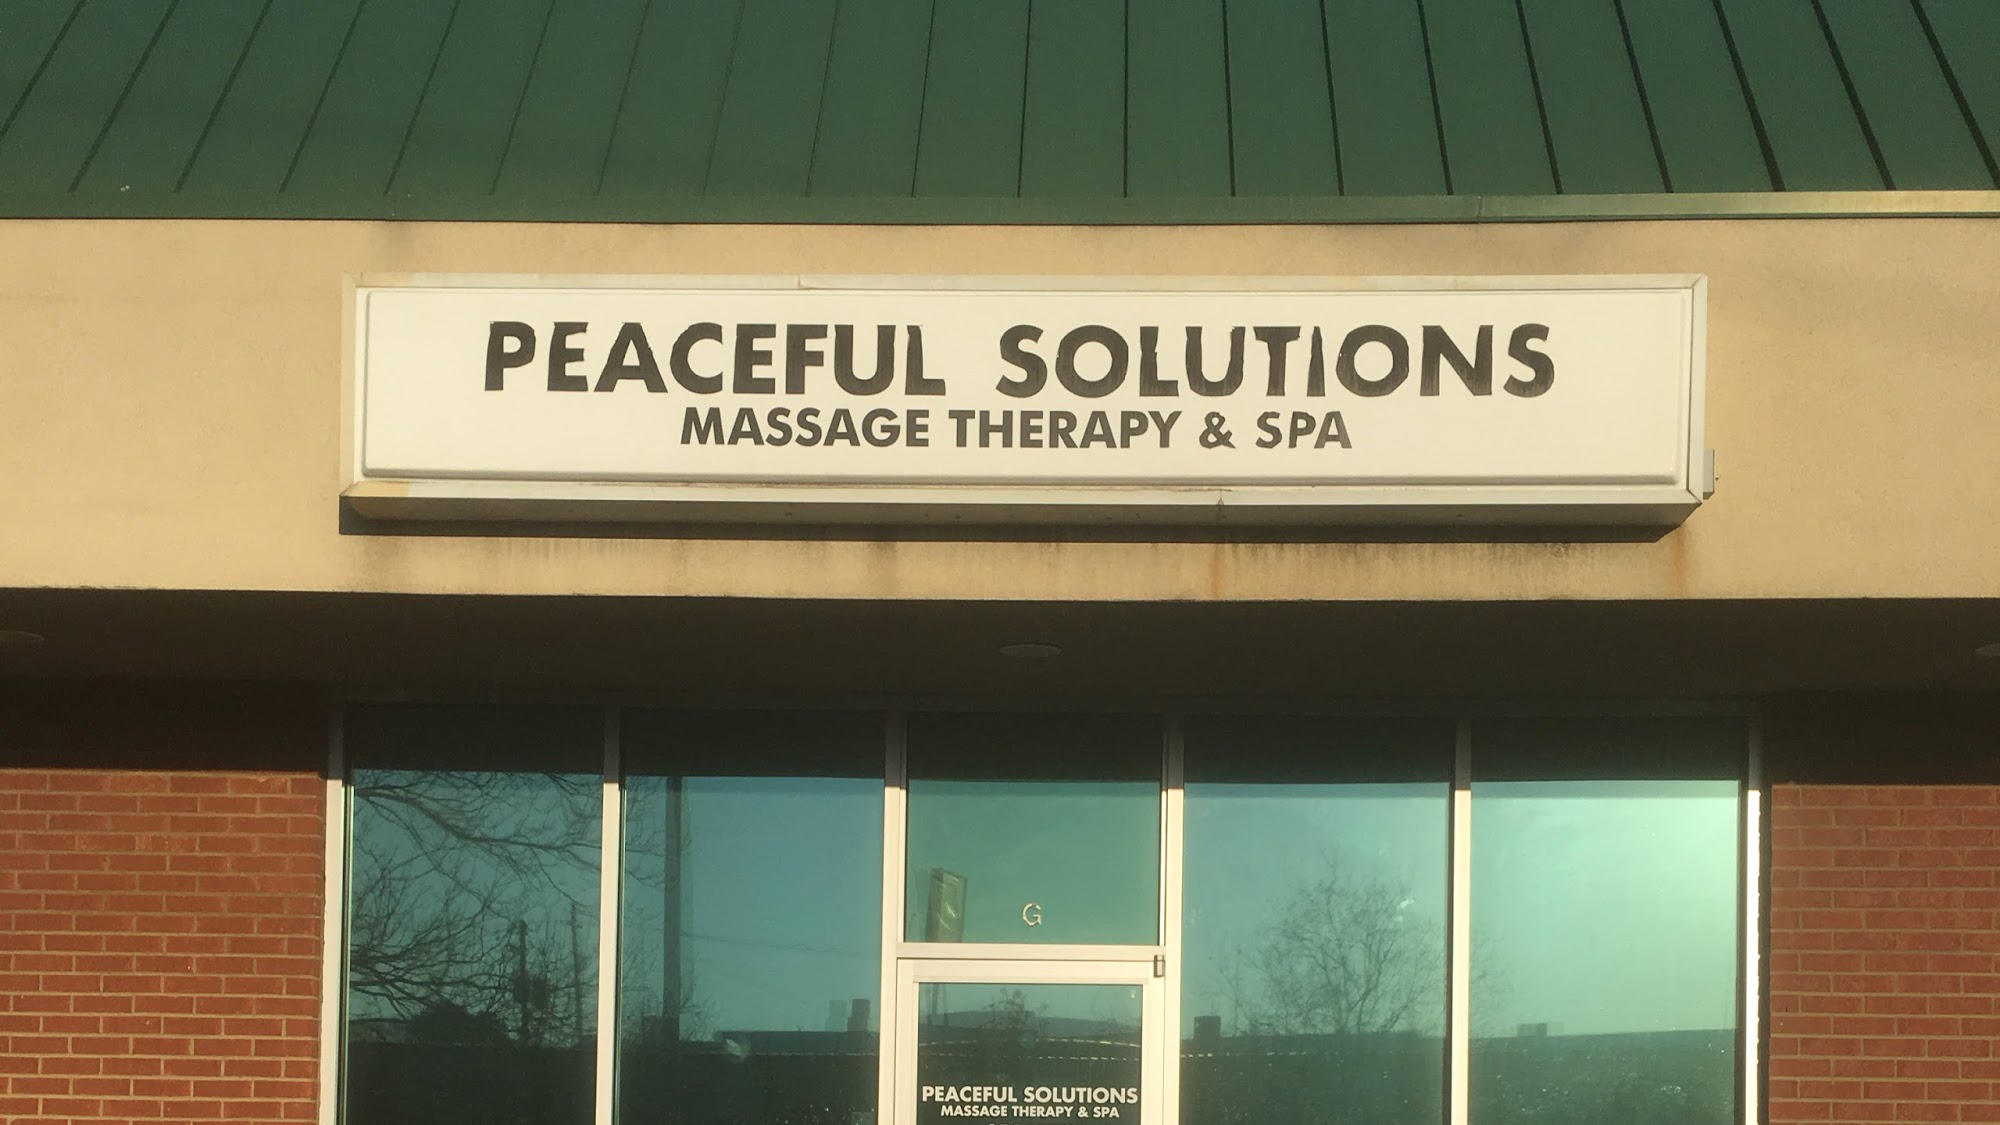 PEACEFUL SOLUTIONS
MASSAGE THERAPY & SPA
G
PEACEFUL SOLUTIONS
MASSAGE THERAPY & SPA